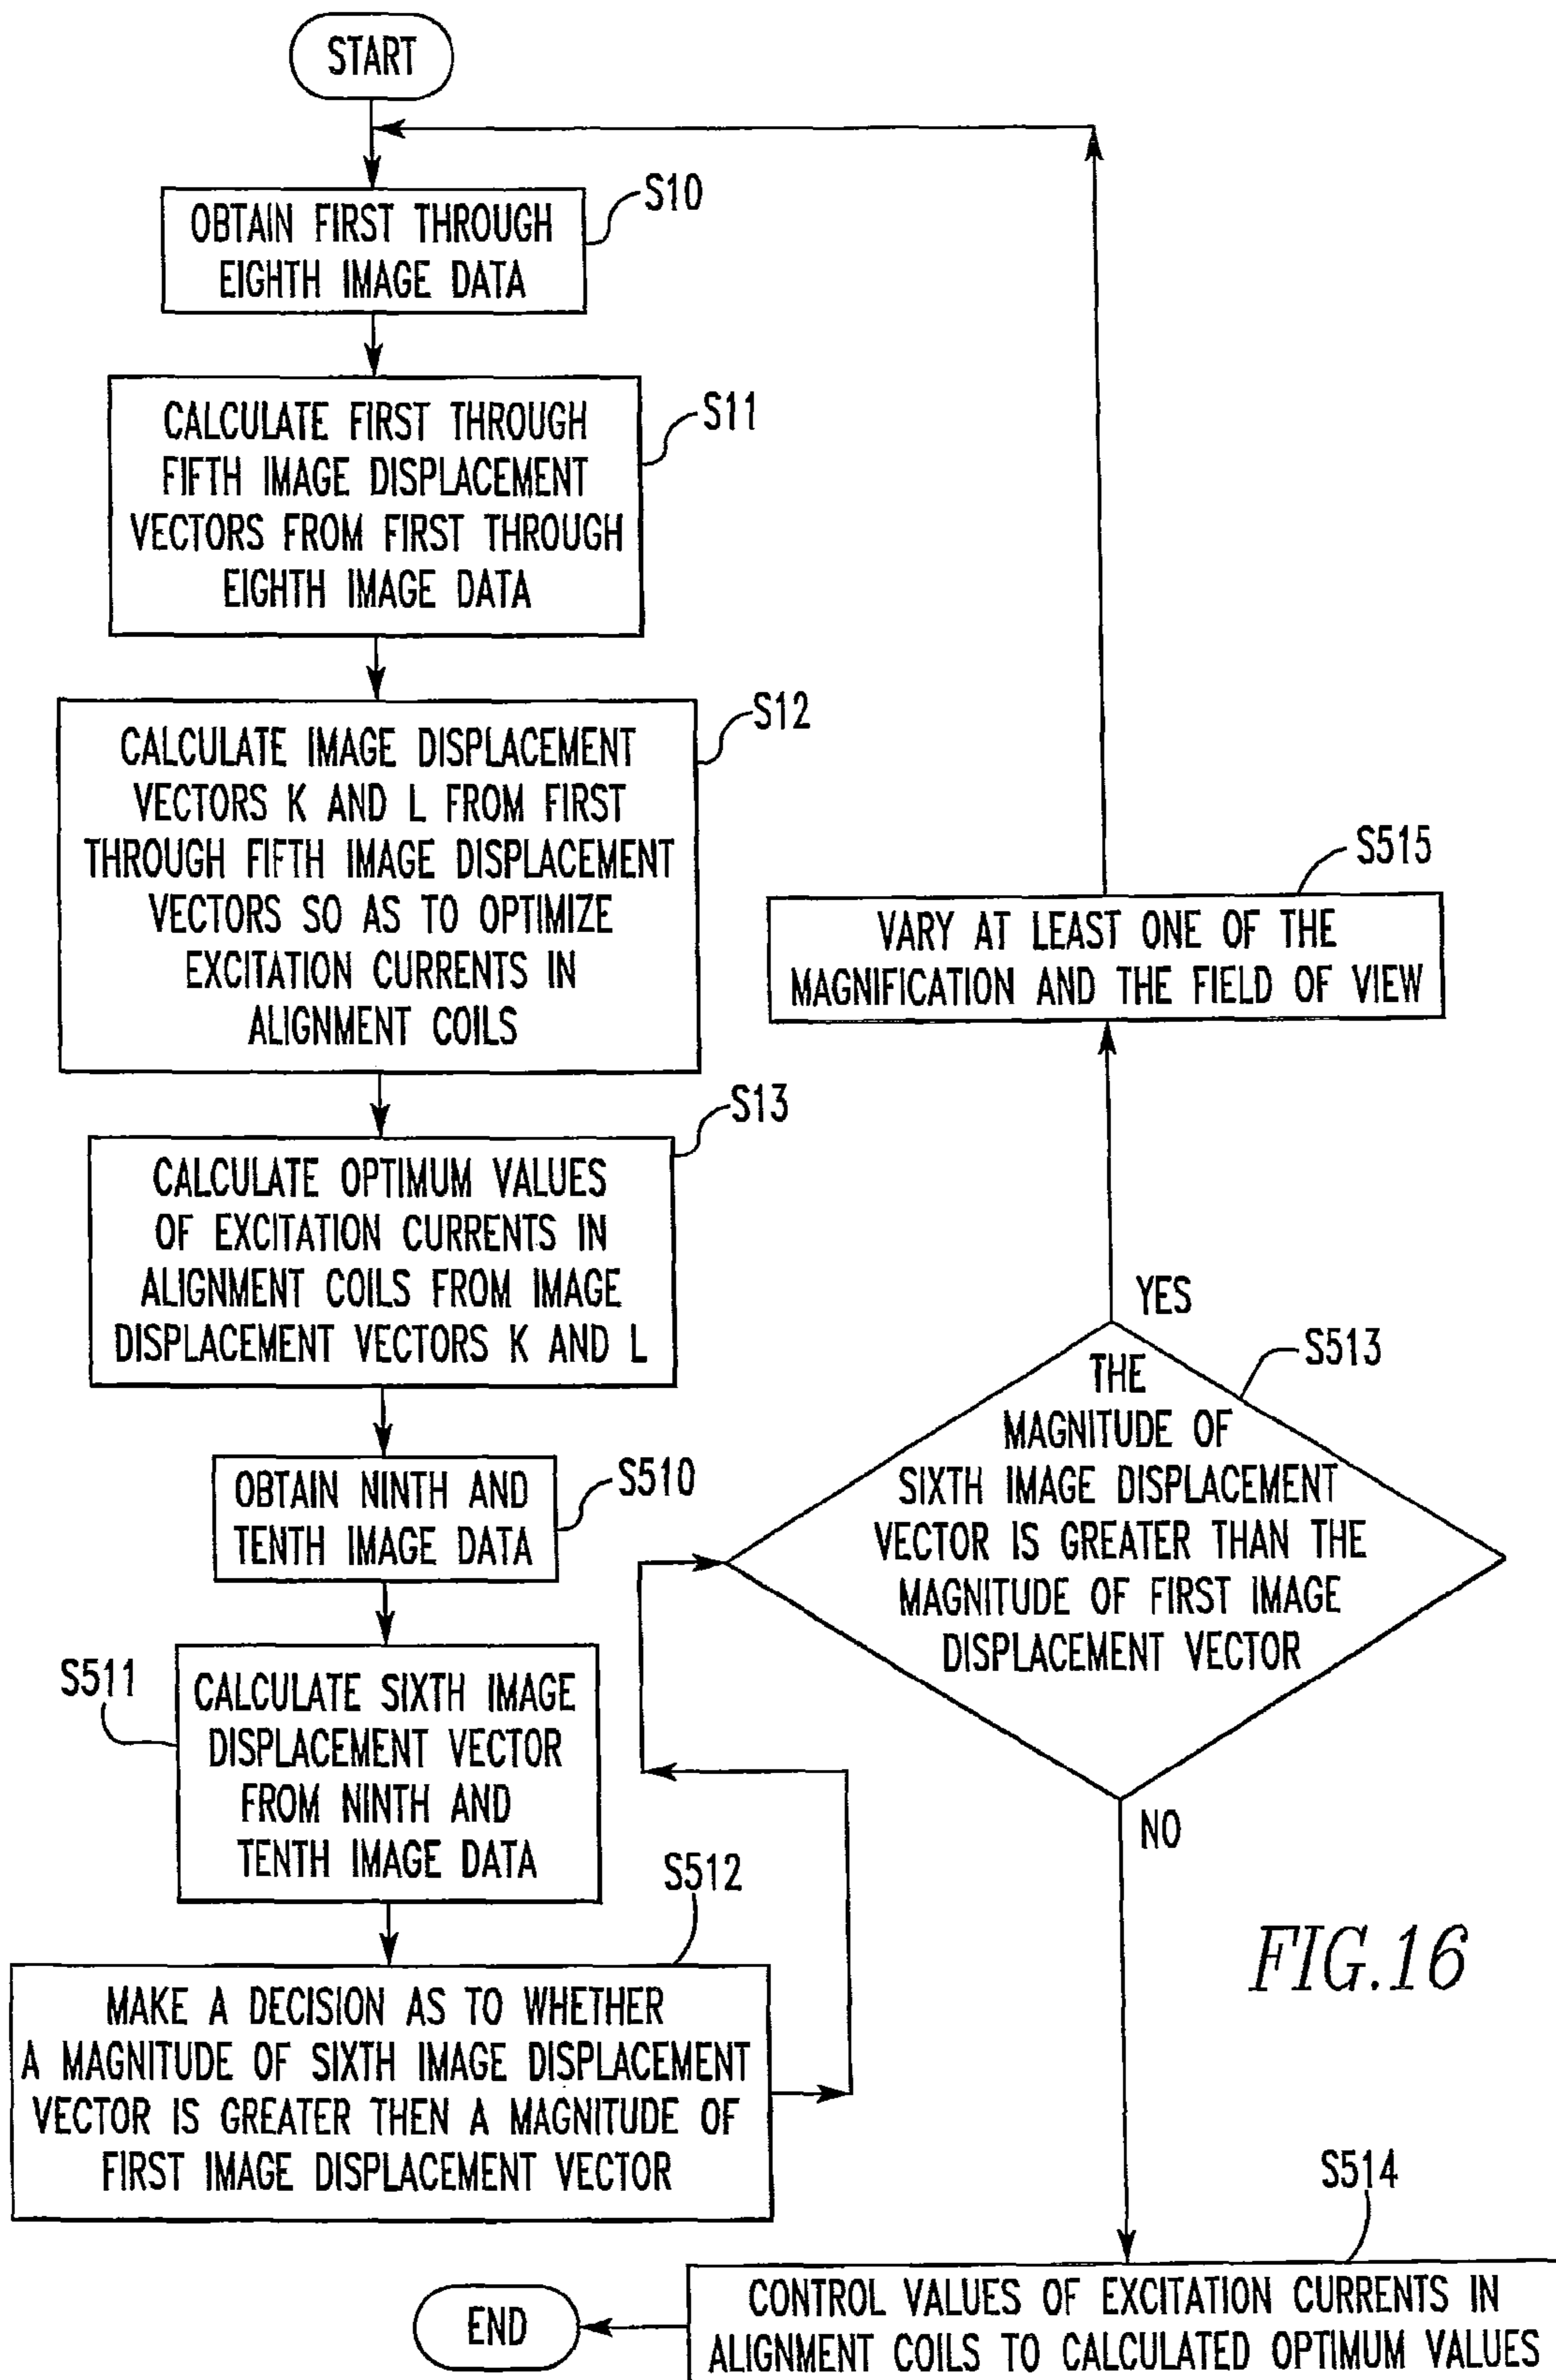 START
S10
OBTAIN FIRST THROUGH
EIGHTH IMAGE DATA
S11
CALCULATE FIRST THROUGH
FIFTH IMAGE DISPLACEMENT
VECTORS FROM FIRST THROUGH
EIGHTH IMAGE DATA
S12
CALCULATE IMAGE DISPLACEMENT
VECTORS K AND L FROM FIRST
THROUGH FIFTH IMAGE DISPLACEMENT
VECTORS SO AS TO OPTIMIZE
EXCITATION CURRENTS IN
ALIGNMENT COILS
S13
CALCULATE OPTIMUM VALUES
OF EXCITATION CURRENTS IN
ALIGNMENT COILS FROM IMAGE
DISPLACEMENT VECTORS K AND L
S510
OBTAIN NINTH AND
TENTH IMAGE DATA
S511
CALCULATE SIXTH IMAGE
DISPLACEMENT VECTOR
FROM NINTH AND
TENTH IMAGE DATA
S512
MAKE A DECISION AS TO WHETHER
A MAGNITUDE OF SIXTH IMAGE DISPLACEMENT
VECTOR IS GREATER THEN A MAGNITUDE OF
FIRST IMAGE DISPLACEMENT VECTOR
S515
VARY AT LEAST ONE OF THE
MAGNIFICATION AND THE FIELD OF VIEW
YES
S513
THE
MAGNITUDE OF
SIXTH IMAGE DISPLACEMENT
VECTOR IS GREATER THAN THE
MAGNITUDE OF FIRST IMAGE
DISPLACEMENT VECTOR
NO
FIG.16
S514
CONTROL VALUES OF EXCITATION CURRENTS IN
ALIGNMENT COILS TO CALCULATED OPTIMUM VALUES
END